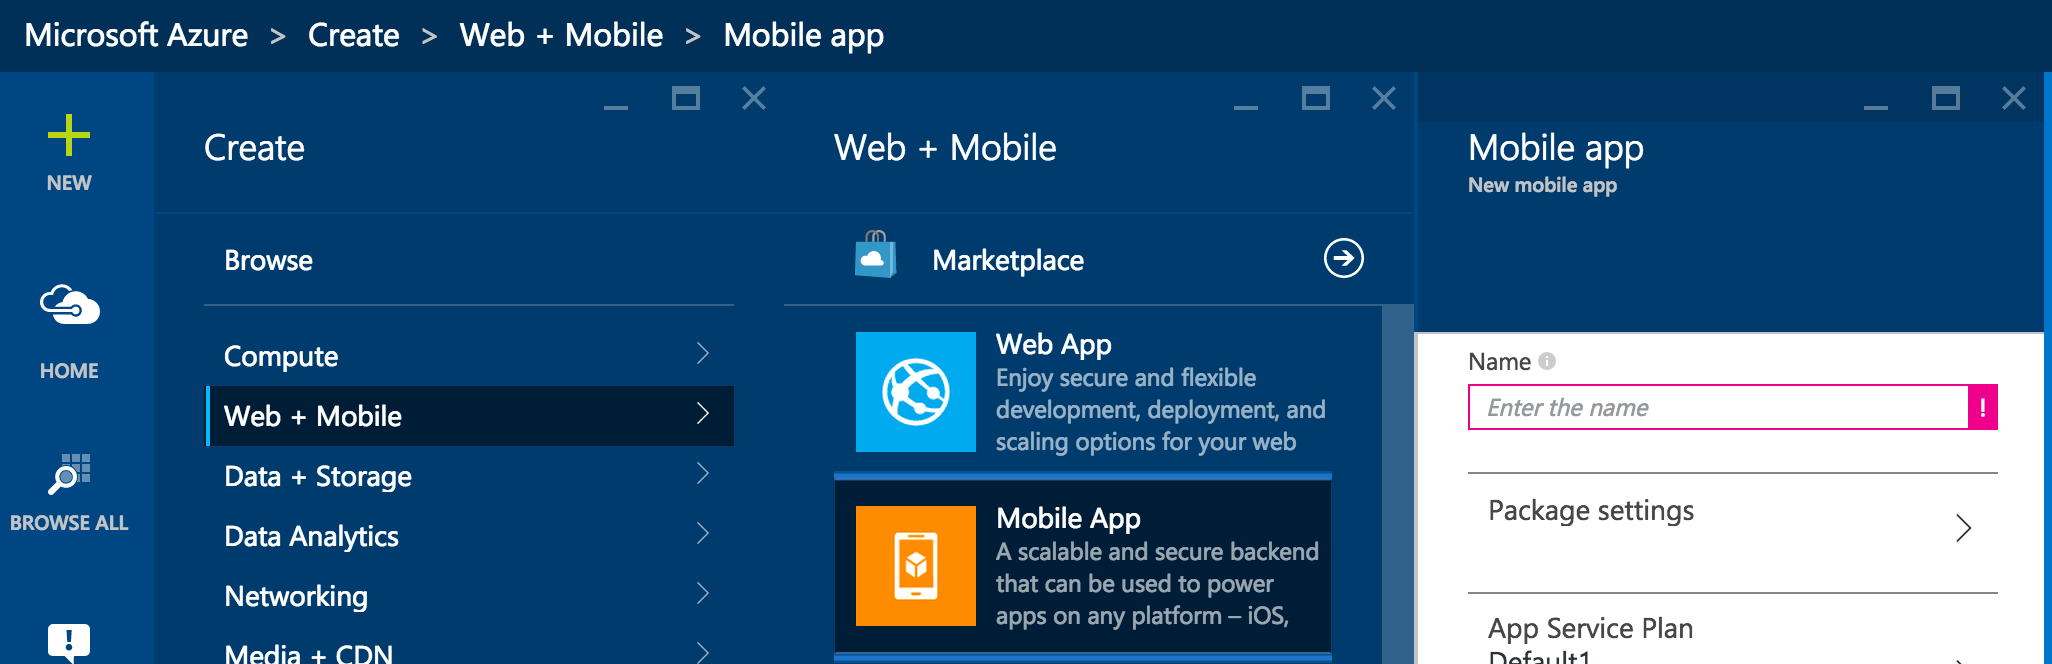 Microsoft Azure > Create > Web + Mobile > Mobile app
NEW
HOME
BROWSE ALL
Create
Browse
Compute
Web + Mobile
Data + Storage
Data Analytics
Networking
Media + CDN
Web + Mobile
Marketplace
Web App
Enjoy secure and flexible
development, deployment, and
scaling options for your web
Mobile App
A scalable and secure backend
that can be used to power
apps on any platform – iOS,
Mobile app
New mobile app
Name
Enter the name
!
Package settings
App Service Plan
Default1